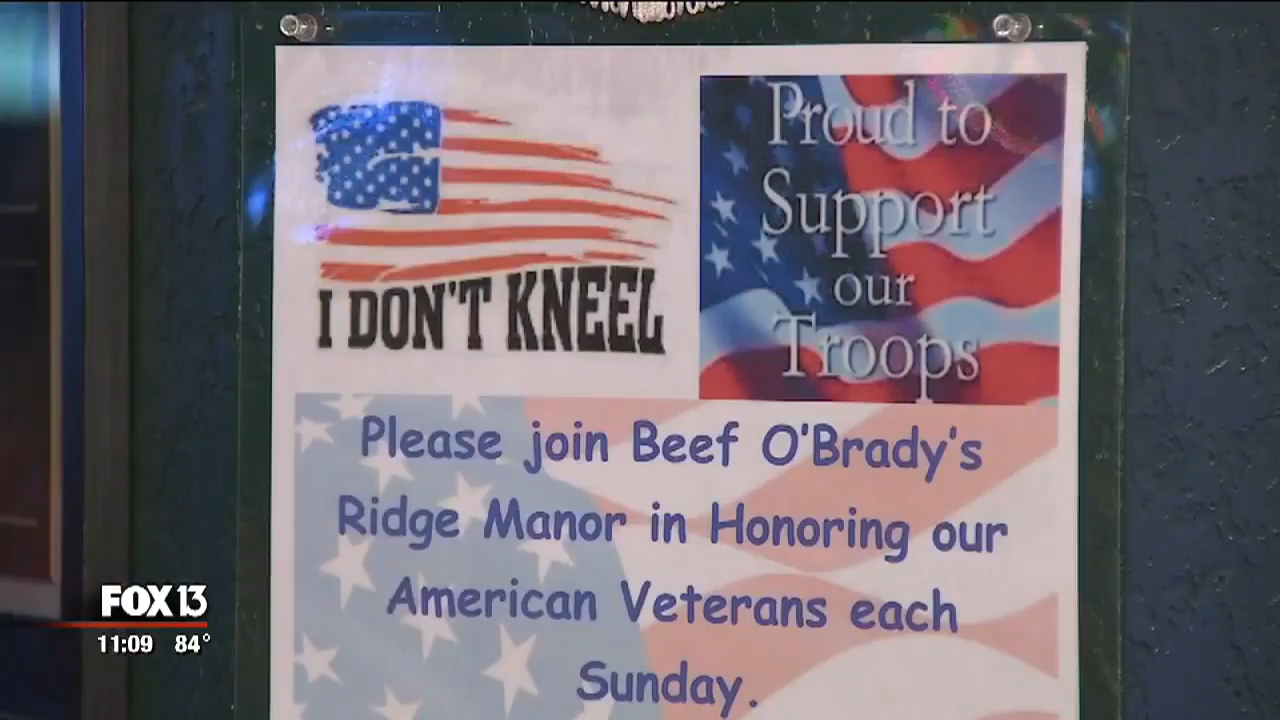 I DON'T KNEEL
Proud to
Support
our
Troops
Please join Beef O'Brady's
Ridge Manor in Honoring our
American Veterans each
Sunday.
FOX 13
11:09 84°